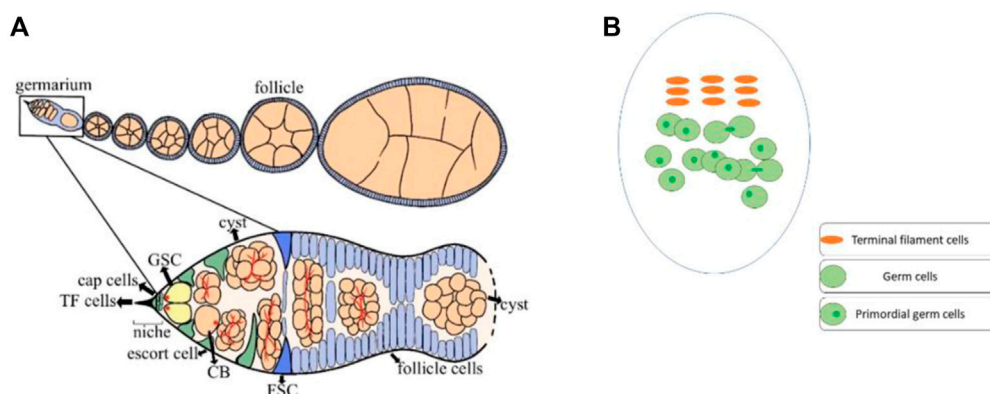 A
germarium
follicle
cyst
GSC
cap cells
TF cells
niche
escort cell
CB
FSC
follicle cells
cyst
B
Terminal filament cells
Germ cells
Primordial germ cells